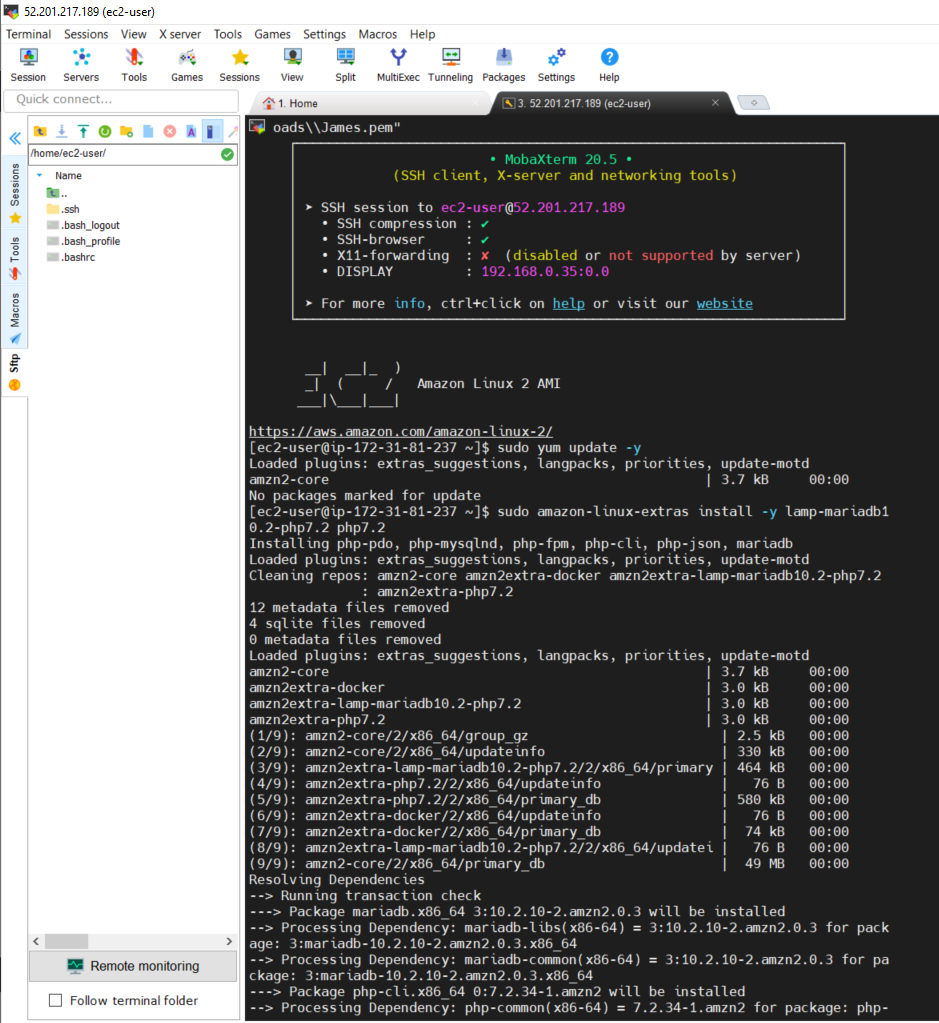 52.201.217.189 (ec2-user)
Terminal Sessions View X server Tools Games Settings Macros Help
Session Servers Tools Games Sessions View Split MultiExec Tunneling Packages Settings Help
Quick connect...
1. Home
3. 52.201.217.189 (ec2-user)
/home/ec2-user/
Name
..
.ssh
.bash_logout
.bash_profile
.bashrc
Sessions
Tools
Macros
Sftp
Remote monitoring
Follow terminal folder
oads\\James.pem"
• MobaXterm 20.5 •
(SSH client, X-server and networking tools)
➤ SSH session to ec2-user@52.201.217.189
• SSH compression : ✔
• SSH-browser : ✔
• X11-forwarding : ✘ (disabled or not supported by server)
• DISPLAY : 192.168.0.35:0.0
➤ For more info, ctrl+click on help or visit our website
__| __|_ )
_| ( / Amazon Linux 2 AMI
___|\___|___|
https://aws.amazon.com/amazon-linux-2/
[ec2-user@ip-172-31-81-237 ~]$ sudo yum update -y
Loaded plugins: extras_suggestions, langpacks, priorities, update-motd
amzn2-core | 3.7 kB 00:00
No packages marked for update
[ec2-user@ip-172-31-81-237 ~]$ sudo amazon-linux-extras install -y lamp-mariadb1
0.2-php7.2 php7.2
Installing php-pdo, php-mysqlnd, php-fpm, php-cli, php-json, mariadb
Loaded plugins: extras_suggestions, langpacks, priorities, update-motd
Cleaning repos: amzn2-core amzn2extra-docker amzn2extra-lamp-mariadb10.2-php7.2
: amzn2extra-php7.2
12 metadata files removed
4 sqlite files removed
0 metadata files removed
Loaded plugins: extras_suggestions, langpacks, priorities, update-motd
amzn2-core | 3.7 kB 00:00
amzn2extra-docker | 3.0 kB 00:00
amzn2extra-lamp-mariadb10.2-php7.2 | 3.0 kB 00:00
amzn2extra-php7.2 | 3.0 kB 00:00
(1/9): amzn2-core/2/x86_64/group_gz | 2.5 kB 00:00
(2/9): amzn2-core/2/x86_64/updateinfo | 330 kB 00:00
(3/9): amzn2extra-lamp-mariadb10.2-php7.2/2/x86_64/primary | 464 kB 00:00
(4/9): amzn2extra-php7.2/2/x86_64/updateinfo | 76 B 00:00
(5/9): amzn2extra-php7.2/2/x86_64/primary_db | 580 kB 00:00
(6/9): amzn2extra-docker/2/x86_64/updateinfo | 76 B 00:00
(7/9): amzn2extra-docker/2/x86_64/primary_db | 74 kB 00:00
(8/9): amzn2extra-lamp-mariadb10.2-php7.2/2/x86_64/updatei | 76 B 00:00
(9/9): amzn2-core/2/x86_64/primary_db | 49 MB 00:00
Resolving Dependencies
--> Running transaction check
---> Package mariadb.x86_64 3:10.2.10-2.amzn2.0.3 will be installed
--> Processing Dependency: mariadb-libs(x86-64) = 3:10.2.10-2.amzn2.0.3 for pack
age: 3:mariadb-10.2.10-2.amzn2.0.3.x86_64
--> Processing Dependency: mariadb-common(x86-64) = 3:10.2.10-2.amzn2.0.3 for pa
ckage: 3:mariadb-10.2.10-2.amzn2.0.3.x86_64
---> Package php-cli.x86_64 0:7.2.34-1.amzn2 will be installed
--> Processing Dependency: php-common(x86-64) = 7.2.34-1.amzn2 for package: php-